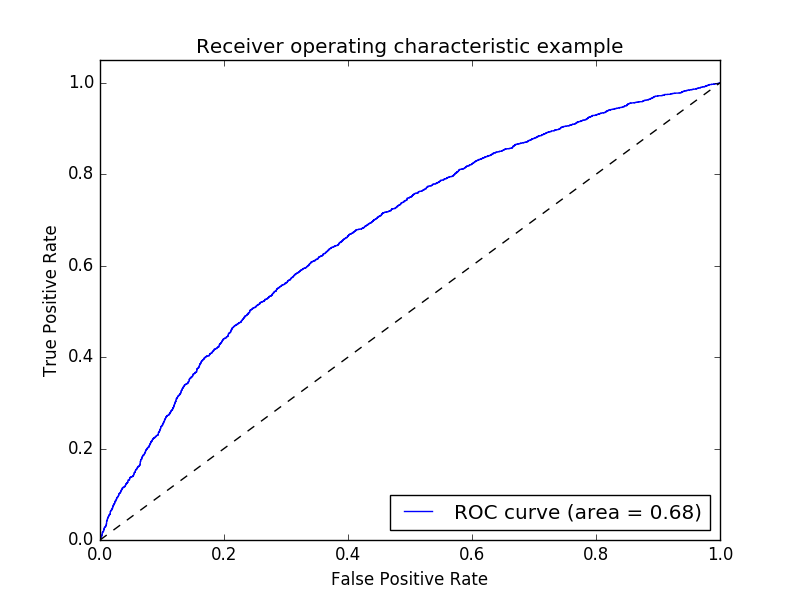 Receiver operating characteristic example
True Positive Rate
1.0
0.8
0.6
0.4
0.2
0.0
ROC curve (area = 0.68)
0.0 0.2 0.4 0.6 0.8 1.0
False Positive Rate